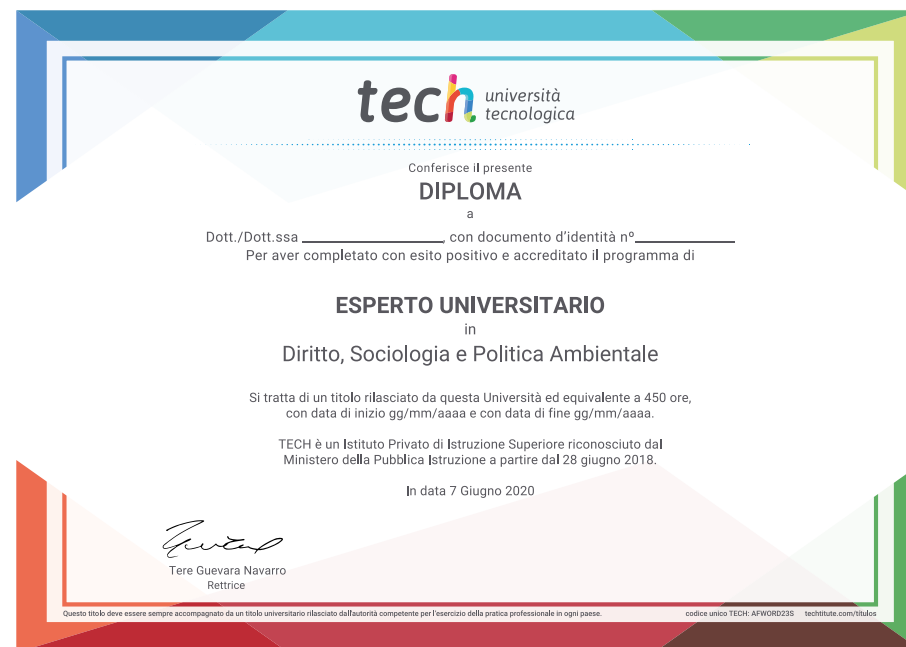 tech università
tecnologica
Conferisce il presente
DIPLOMA
a
Dott./Dott.ssa ________________, con documento d'identità nº____________
Per aver completato con esito positivo e accreditato il programma di
ESPERTO UNIVERSITARIO
in
Diritto, Sociologia e Politica Ambientale
Si tratta di un titolo rilasciato da questa Università ed equivalente a 450 ore,
con data di inizio gg/mm/aaaa e con data di fine gg/mm/aaaa.
TECH è un Istituto Privato di Istruzione Superiore riconosciuto dal
Ministero della Pubblica Istruzione a partire dal 28 giugno 2018.
In data 7 Giugno 2020
Tere Guevara Navarro
Rettrice
Questo titolo deve essere sempre accompagnato da un titolo universitario rilasciato dall'autorità competente per l'esercizio della pratica professionale in ogni paese. codice unico TECH: AFWORD23S techtitute.com/titulos